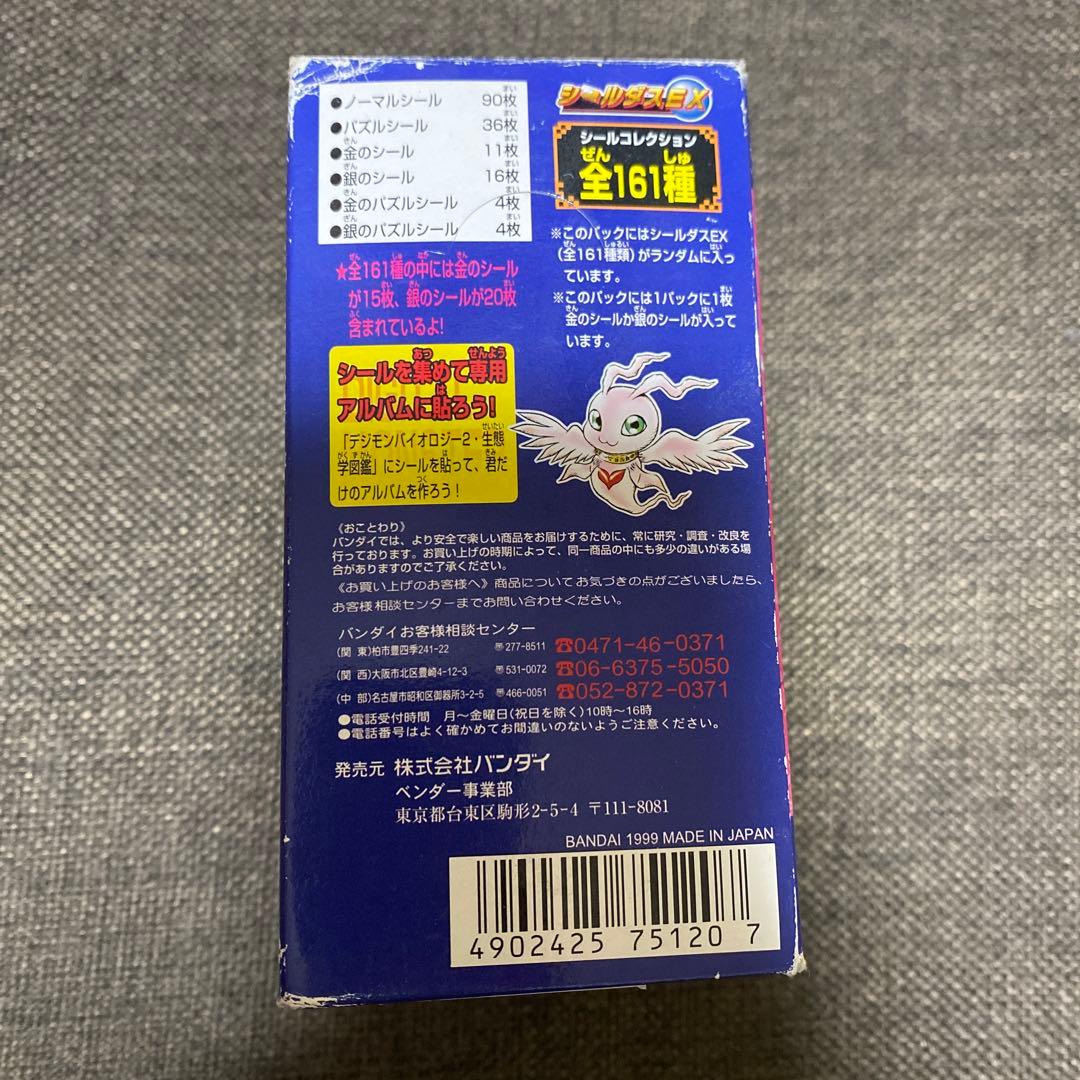 ●ノーマルシール 90枚
●パズルシール 36枚
●金のシール 11枚
●銀のシール 16枚
●金のパズルシール 4枚
●銀のパズルシール 4枚
★全161種の中には金のシール
が15枚、銀のシールが20枚
含まれているよ!
シールを集めて専用
アルバムに貼ろう!
「デジモンバイオロジー2・生態
学図鑑」にシールを貼って、君だ
けのアルバムを作ろう!
シールダスEX
シールコレクション
全161種
※このパックにはシールダスEX
(全161種類)がランダムに入っ
ています。
※このパックには1パックに1枚
金のシールか銀のシールが入って
います。
《おことわり》
バンダイでは、より安全で楽しい商品をお届けするために、常に研究・調査・改良を
行っております。お買い上げの時期によって、同一商品の中にも多少の違いがある場
合がありますのでご了承ください。
《お買い上げのお客様へ》商品についてお気づきの点がございましたら、
お客様相談センターまでお問い合わせください。
バンダイお客様相談センター
(関 東)柏市豊四季241-22 〒277-8511 ☎0471-46-0371
(関 西)大阪市北区豊崎4-12-3 〒531-0072 ☎06-6375-5050
(中 部)名古屋市昭和区御器所3-2-5 〒466-0051 ☎052-872-0371
●電話受付時間 月〜金曜日(祝日を除く)10時〜16時
●電話番号はよく確かめてお間違いのないようご注意ください。
発売元 株式会社バンダイ
ベンダー事業部
東京都台東区駒形2-5-4 〒111-8081
BANDAI 1999 MADE IN JAPAN
4902425 75120 7